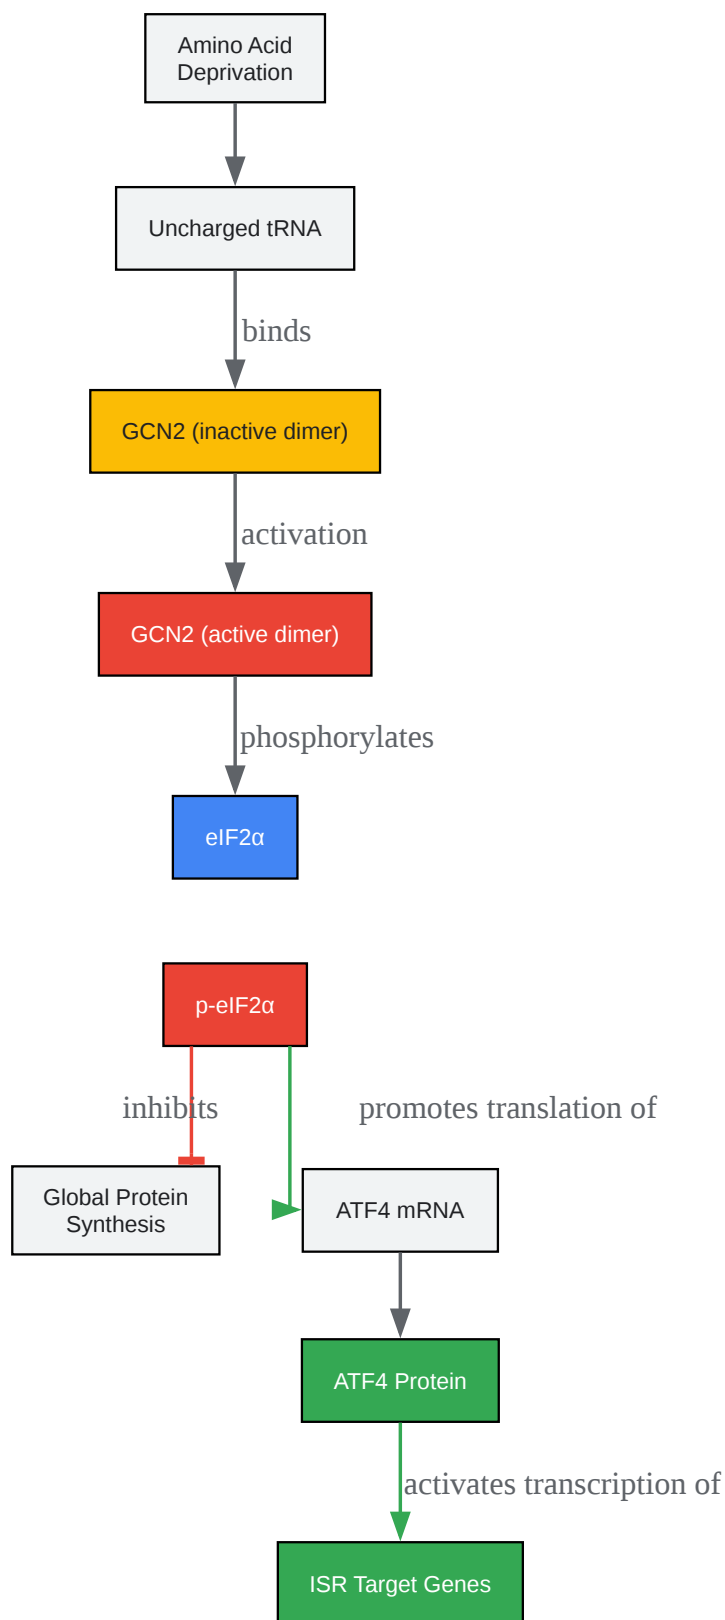 Amino Acid
Deprivation
Uncharged tRNA
binds
GCN2 (inactive dimer)
activation
GCN2 (active dimer)
phosphorylates
eIF2α
p-eIF2α
inhibits
promotes translation of
Global Protein
Synthesis
ATF4 mRNA
ATF4 Protein
activates transcription of
ISR Target Genes